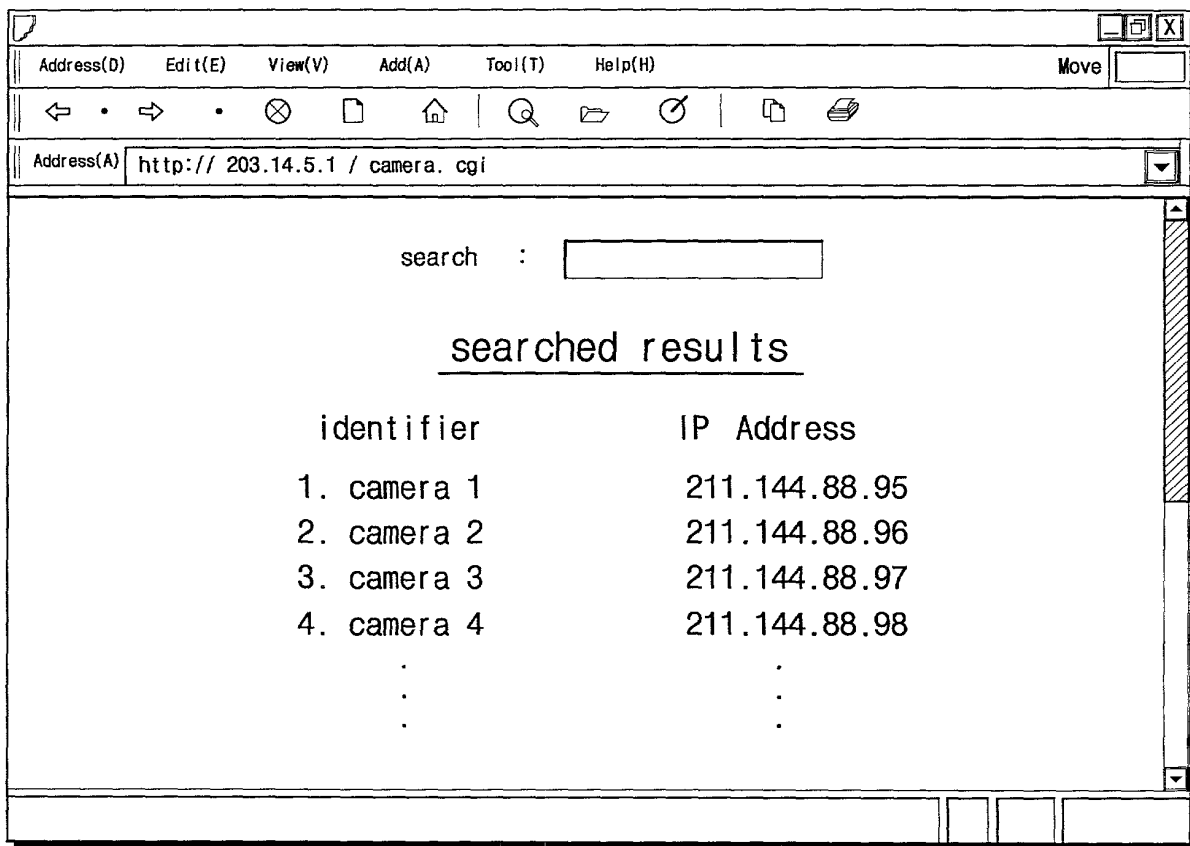 X
Address(D) Edit(E) View(V) Add(A) Tool(T) Help(H) Move
Address(A) http:// 203.14.5.1 / camera. cgi
search :
searched results
identifier IP Address
1. camera 1 211.144.88.95
2. camera 2 211.144.88.96
3. camera 3 211.144.88.97
4. camera 4 211.144.88.98